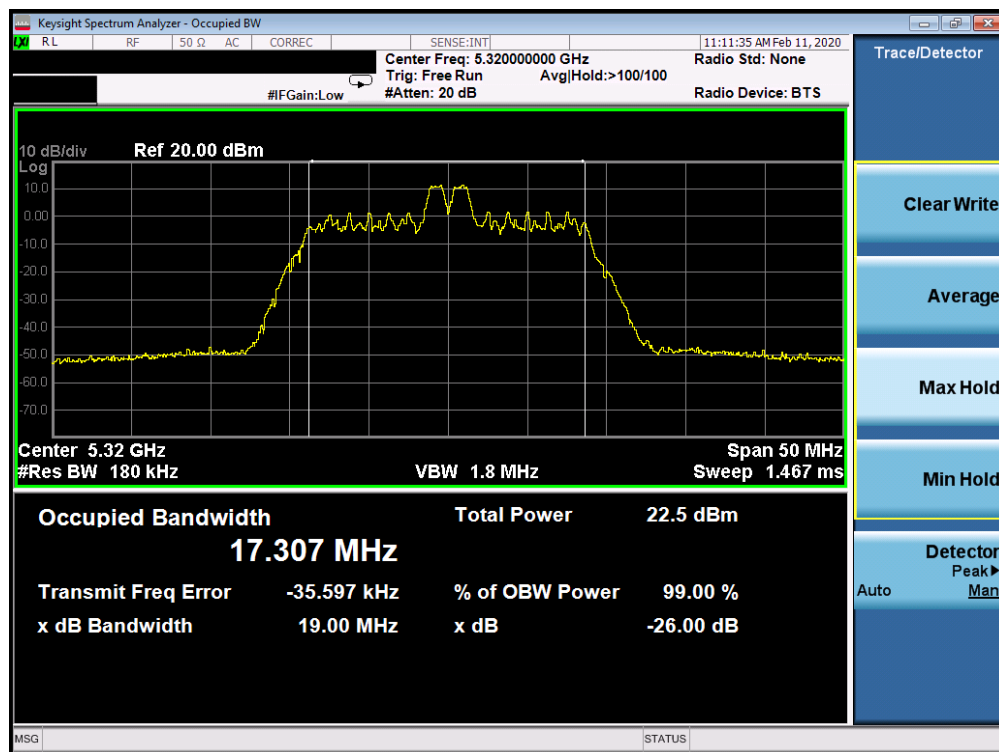 Keysight Spectrum Analyzer - Occupied BW
LXI RL RF 50 Ω AC CORREC SENSE:INT 11:11:35 AM Feb 11, 2020
Center Freq: 5.320000000 GHz Radio Std: None
Trig: Free Run Avg|Hold:>100/100
#IFGain:Low #Atten: 20 dB Radio Device: BTS
10 dB/div Ref 20.00 dBm
Log
10.0
0.00
-10.0
-20.0
-30.0
-40.0
-50.0
-60.0
-70.0
Center 5.32 GHz Span 50 MHz
#Res BW 180 kHz VBW 1.8 MHz Sweep 1.467 ms
Occupied Bandwidth Total Power 22.5 dBm
17.307 MHz
Transmit Freq Error -35.597 kHz % of OBW Power 99.00 %
x dB Bandwidth 19.00 MHz x dB -26.00 dB
MSG STATUS
Trace/Detector
Clear Write
Average
Max Hold
Min Hold
Detector
Peak▶
Auto Man